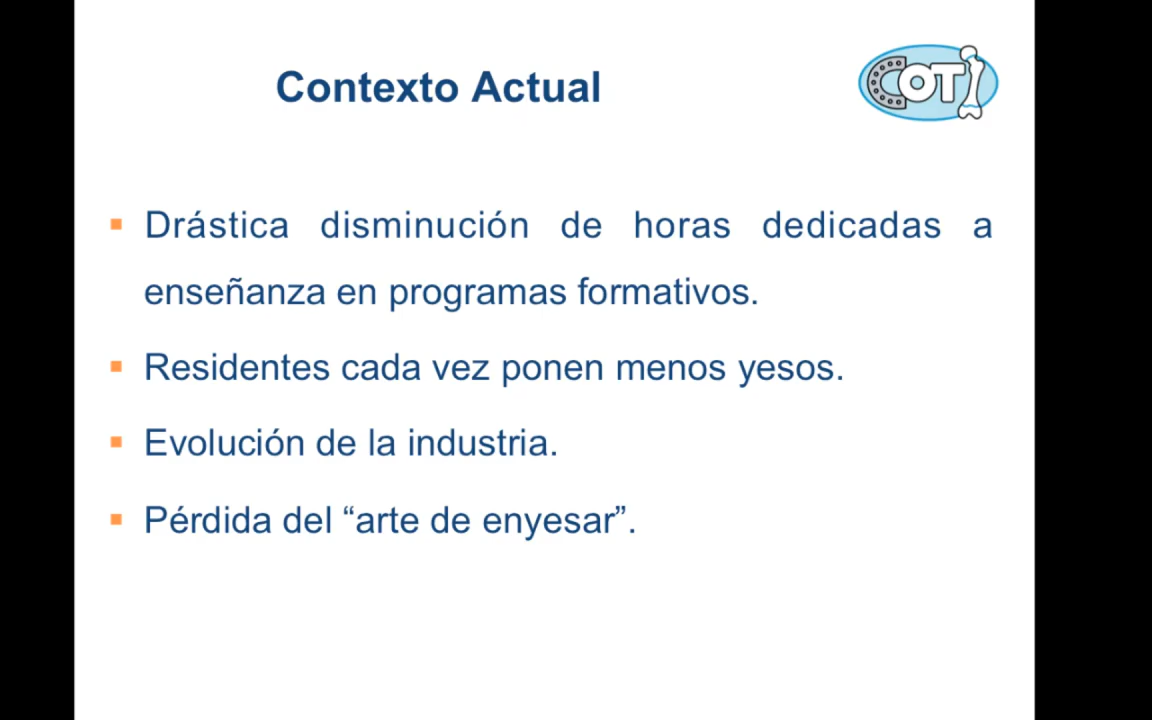 Contexto Actual
COT
Drástica disminución de horas dedicadas a
enseñanza en programas formativos.
Residentes cada vez ponen menos yesos.
Evolución de la industria.
Pérdida del “arte de enyesar”.